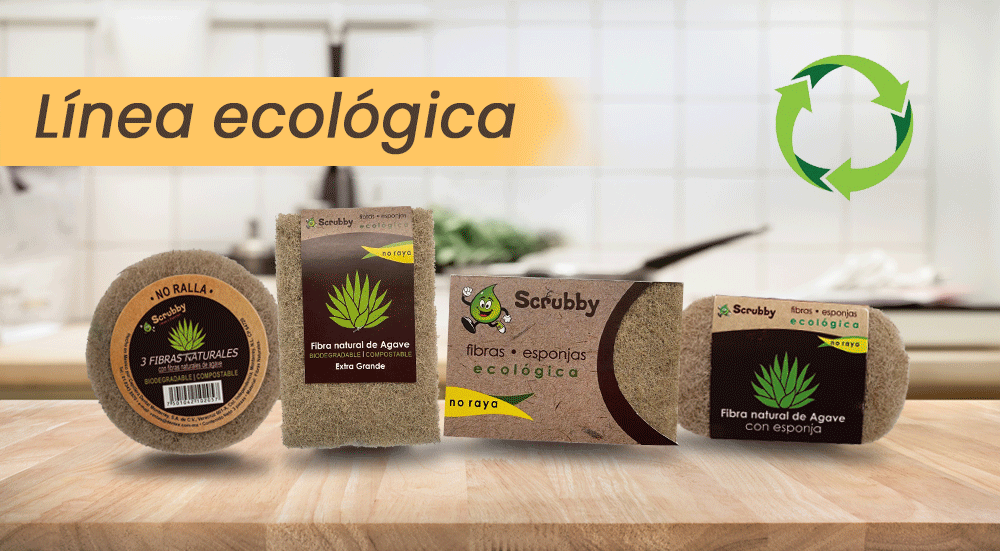 Línea ecológica
• NO RALLA •
Scrubby
3 FIBRAS NATURALES
con fibras naturales de agave
BIODEGRADABLE | COMPOSTABLE
Scrubby
fibras • esponjas
ecológica
no raya
Fibra natural de Agave
BIODEGRADABLE | COMPOSTABLE
Extra Grande
Scrubby
fibras • esponjas
ecológica
no raya
Scrubby
fibras • esponjas
ecológica
no raya
Fibra natural de Agave
con esponja